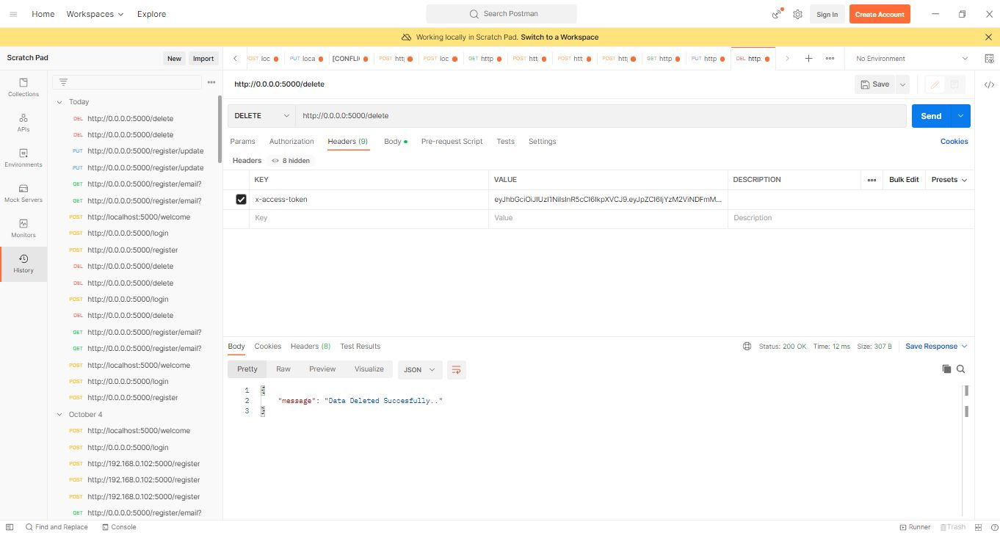 Home Workspaces Explore Search Postman Sign In Create Account
Working locally in Scratch Pad. Switch to a Workspace
Scratch Pad New Import
POST loc PUT loca [CONFLI POST htt POST loc GET http POST htt POST htt POST htt GET http PUT http DEL http: No Environment
Collections
APIs
Environments
Mock Servers
Monitors
History
Today
DEL http://0.0.0.0:5000/delete
DEL http://0.0.0.0:5000/delete
PUT http://0.0.0.0:5000/register/update
PUT http://0.0.0.0:5000/register/update
GET http://0.0.0.0:5000/register/email?
GET http://0.0.0.0:5000/register/email?
POST http://localhost:5000/welcome
POST http://0.0.0.0:5000/login
POST http://0.0.0.0:5000/register
DEL http://0.0.0.0:5000/delete
DEL http://0.0.0.0:5000/delete
POST http://0.0.0.0:5000/login
DEL http://0.0.0.0:5000/delete
GET http://0.0.0.0:5000/register/email?
GET http://0.0.0.0:5000/register/email?
POST http://localhost:5000/welcome
POST http://0.0.0.0:5000/login
POST http://0.0.0.0:5000/register
October 4
POST http://localhost:5000/welcome
POST http://0.0.0.0:5000/login
POST http://192.168.0.102:5000/register
POST http://192.168.0.102:5000/register
POST http://192.168.0.102:5000/register
GET http://0.0.0.0:5000/register/email?
http://0.0.0.0:5000/delete Save
DELETE http://0.0.0.0:5000/delete Send
Params Authorization Headers (9) Body Pre-request Script Tests Settings Cookies
Headers 8 hidden
KEY VALUE DESCRIPTION Bulk Edit Presets
x-access-token
Key Value Description
Body Cookies Headers (8) Test Results Status: 200 OK Time: 12 ms Size: 307 B Save Response
Pretty Raw Preview Visualize JSON
1 {
2 "message": "Data Deleted Succesfully.."
3 }
Find and Replace Console Runner Trash